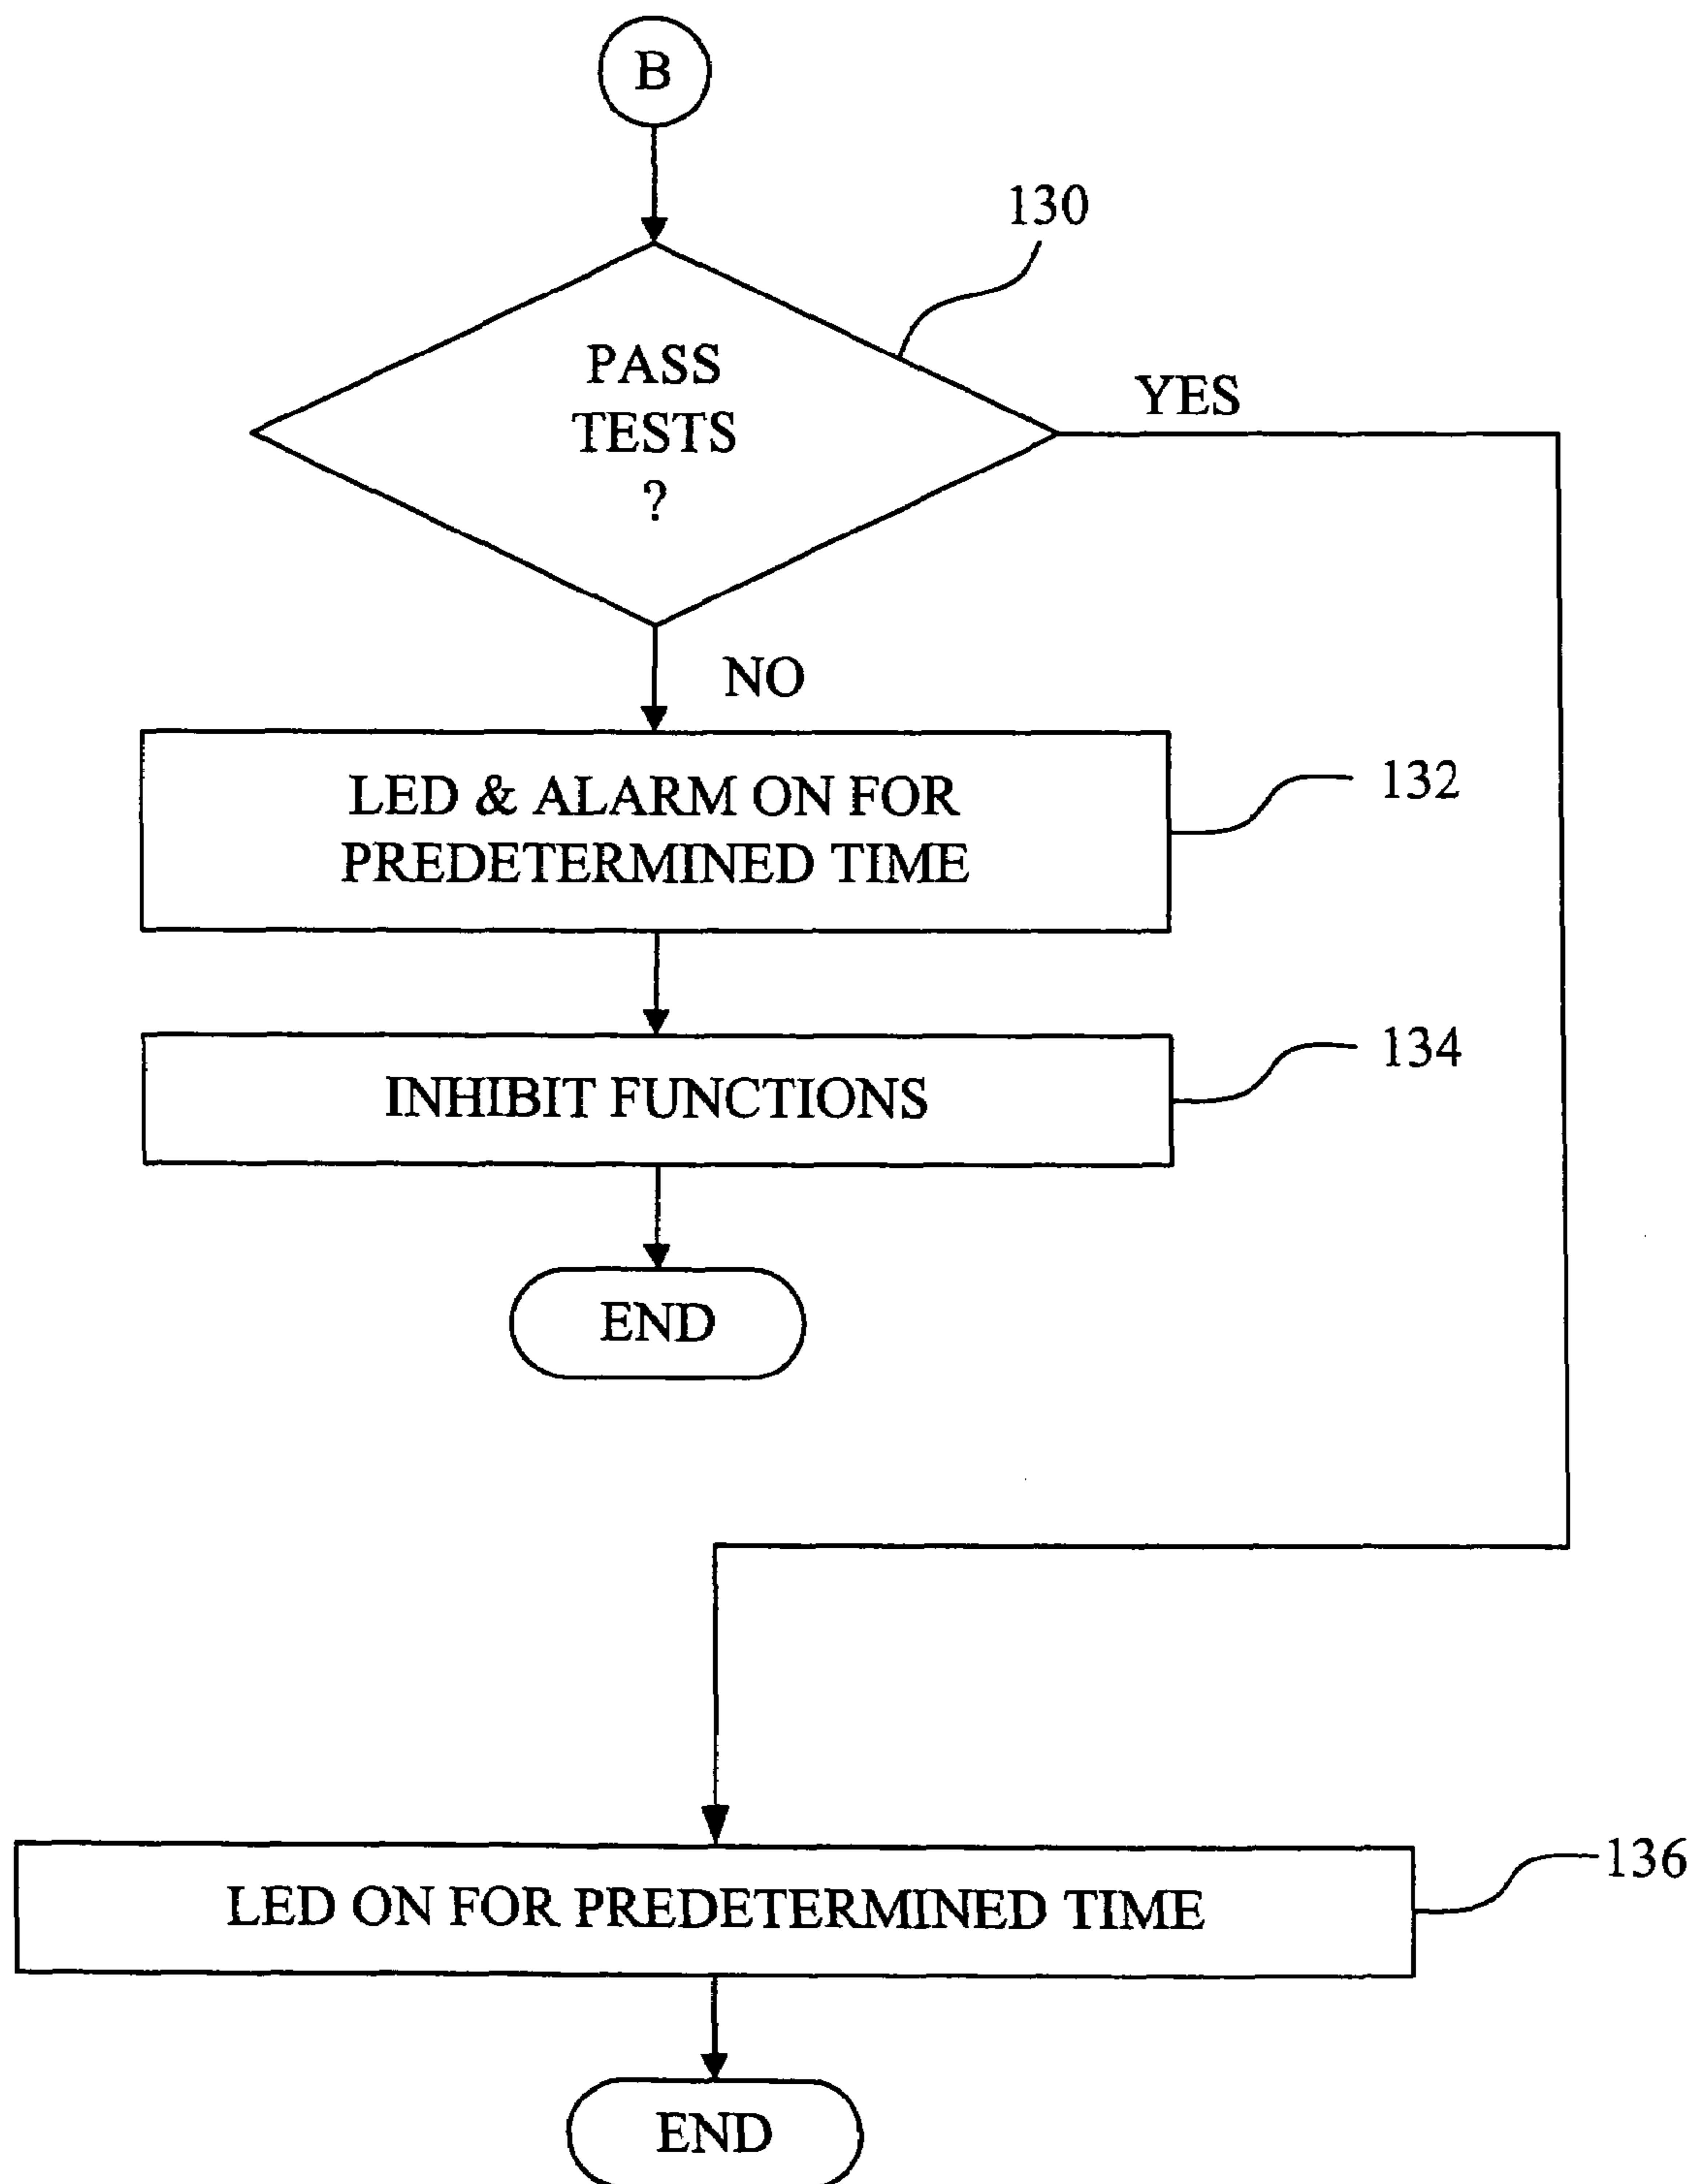 B
130
PASS
TESTS
?
YES
NO
LED & ALARM ON FOR
PREDETERMINED TIME
132
INHIBIT FUNCTIONS
134
END
LED ON FOR PREDETERMINED TIME
136
END